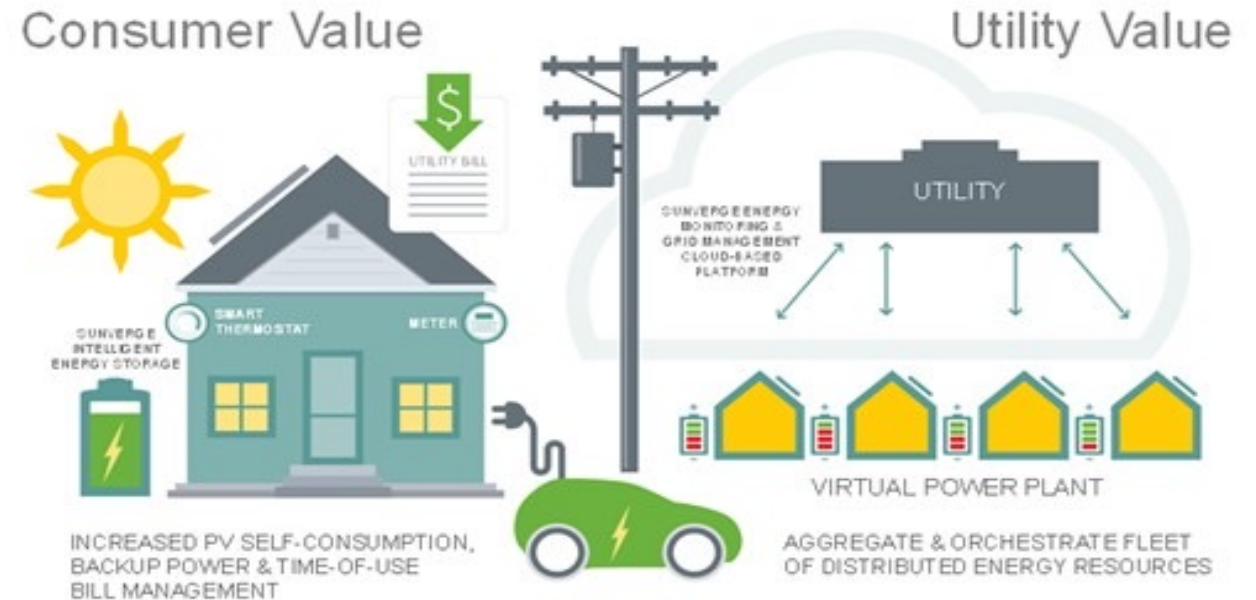 Consumer Value
Utility Value
$
UTILITY BILL
UTILITY
SUNVERGE ENERGY
MONITORING &
GRID MANAGEMENT
CLOUD-BASED
PLATFORM
SMART
THERMOSTAT
METER
SUNVERGE
INTELLIGENT
ENERGY STORAGE
VIRTUAL POWER PLANT
INCREASED PV SELF-CONSUMPTION,
BACKUP POWER & TIME-OF-USE
BILL MANAGEMENT
AGGREGATE & ORCHESTRATE FLEET
OF DISTRIBUTED ENERGY RESOURCES